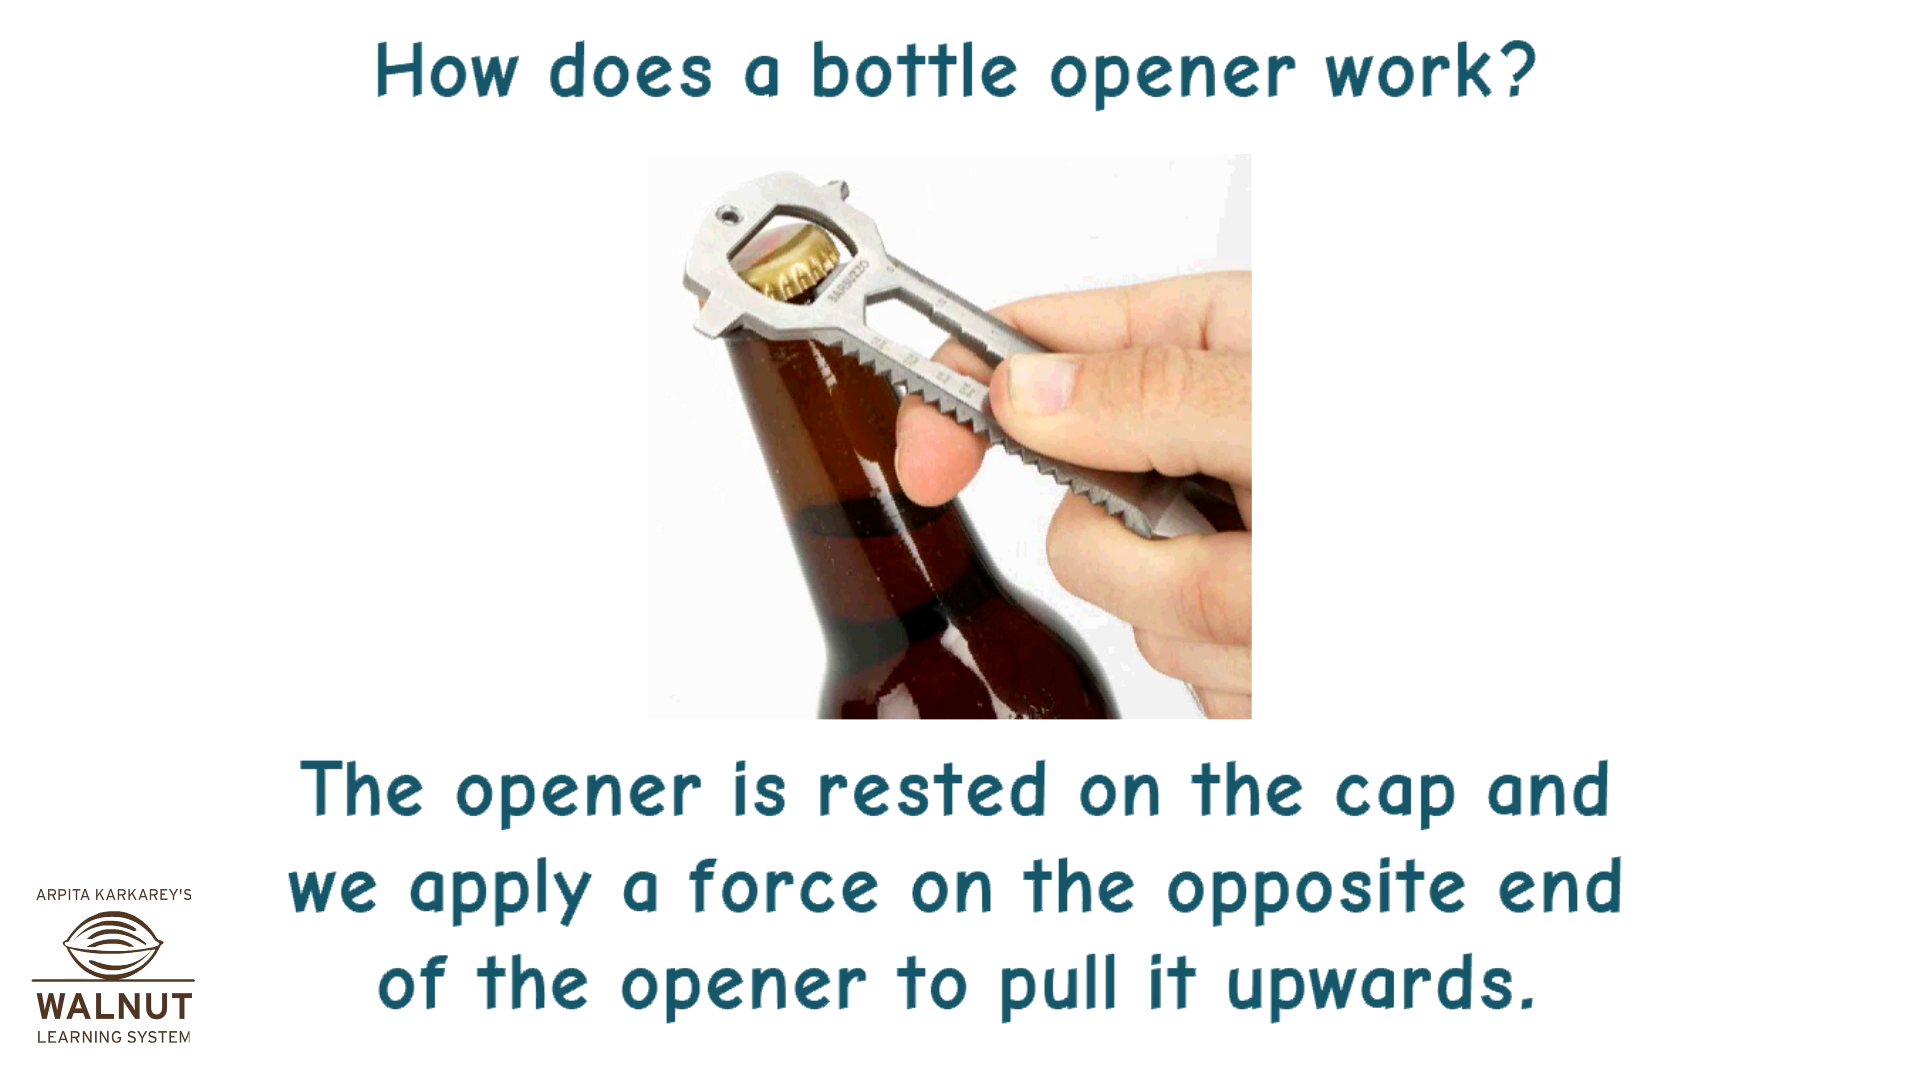 How does a bottle opener work?
BARBUZZO
The opener is rested on the cap and
we apply a force on the opposite end
of the opener to pull it upwards.
ARPITA KARKAREY'S
WALNUT
LEARNING SYSTEM